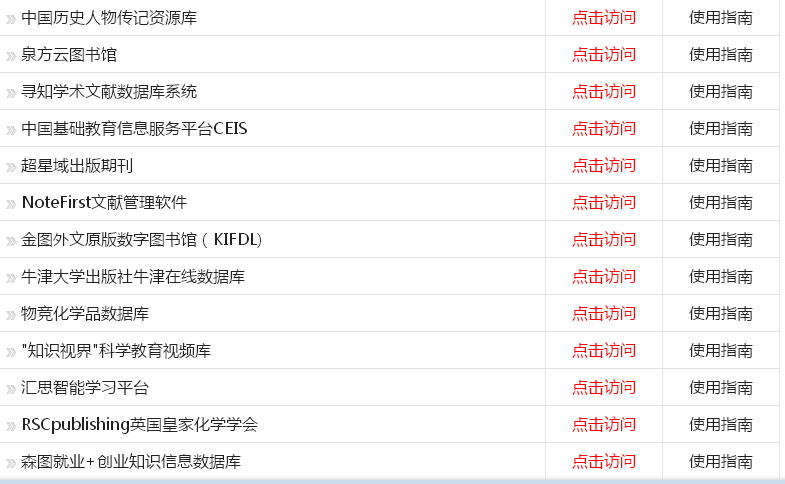 中国历史人物传记资源库 点击访问 使用指南
泉方云图书馆 点击访问 使用指南
寻知学术文献数据库系统 点击访问 使用指南
中国基础教育信息服务平台CEIS 点击访问 使用指南
超星域出版期刊 点击访问 使用指南
NoteFirst文献管理软件 点击访问 使用指南
金图外文原版数字图书馆（KIFDL) 点击访问 使用指南
牛津大学出版社牛津在线数据库 点击访问 使用指南
物竞化学品数据库 点击访问 使用指南
"知识视界"科学教育视频库 点击访问 使用指南
汇思智能学习平台 点击访问 使用指南
RSCpublishing英国皇家化学学会 点击访问 使用指南
森图就业+创业知识信息数据库 点击访问 使用指南